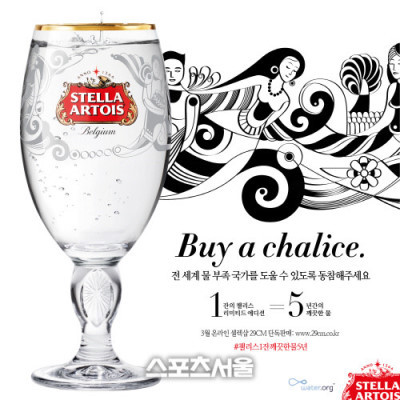 ANNO 1366
STELLA
ARTOIS
Belgium
Buy a chalice.
전 세계 물 부족 국가를 도울 수 있도록 동참해주세요
1 잔의 챌리스
리미티드 에디션 = 5 년간의
깨끗한 물
3월 온라인 셀렉샵 29CM 단독판매: www.29cm.co.kr
#챌리스1잔깨끗한물5년
스포츠서울
water.org
STELLA
ARTOIS